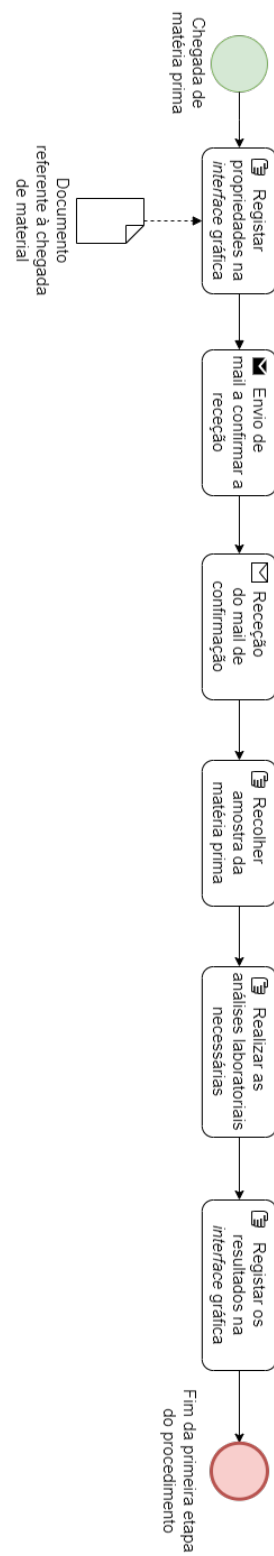 Chegada de
matéria prima
Registar
propriedades na
interface gráfica
Documento
referente à chegada
de material
Envio de
mail a confirmar a
receção
Receção
do mail de
confirmação
Recolher
amostra da
matéria prima
Realizar as
análises laboratoriais
necessárias
Registar os
resultados na
interface gráfica
Fim da primeira etapa
do procedimento